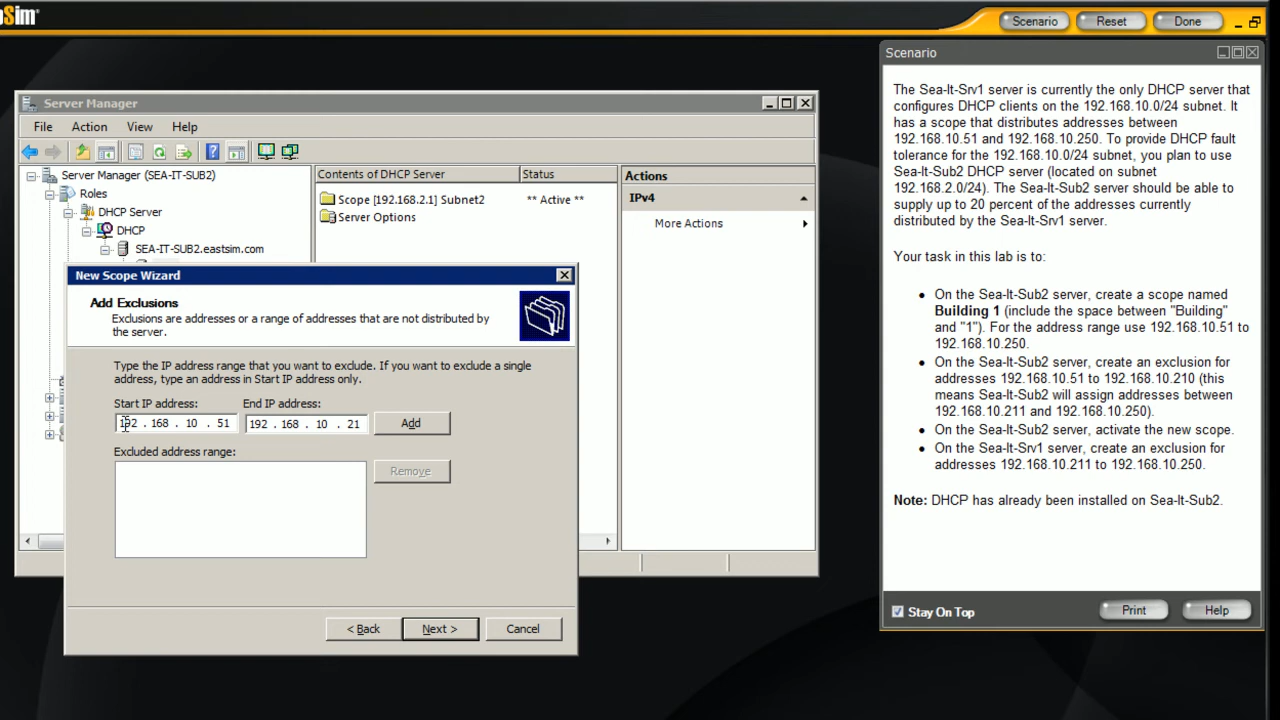 Sim®
Scenario
Reset
Done
Server Manager
File Action View Help
Server Manager (SEA-IT-SUB2)
Roles
DHCP Server
DHCP
SEA-IT-SUB2.eastsim.com
Contents of DHCP Server
Status
Scope [192.168.2.1] Subnet2
** Active **
Server Options
Actions
IPv4
More Actions
New Scope Wizard
Add Exclusions
Exclusions are addresses or a range of addresses that are not distributed by
the server.
Type the IP address range that you want to exclude. If you want to exclude a single
address, type an address in Start IP address only.
Start IP address:
End IP address:
192 . 168 . 10 . 51
192 . 168 . 10 . 21
Add
Excluded address range:
Remove
< Back
Next >
Cancel
Scenario
The Sea-It-Srv1 server is currently the only DHCP server that
configures DHCP clients on the 192.168.10.0/24 subnet. It
has a scope that distributes addresses between
192.168.10.51 and 192.168.10.250. To provide DHCP fault
tolerance for the 192.168.10.0/24 subnet, you plan to use
Sea-It-Sub2 DHCP server (located on subnet
192.168.2.0/24). The Sea-It-Sub2 server should be able to
supply up to 20 percent of the addresses currently
distributed by the Sea-It-Srv1 server.
Your task in this lab is to:
• On the Sea-It-Sub2 server, create a scope named
Building 1 (include the space between "Building"
and "1"). For the address range use 192.168.10.51 to
192.168.10.250.
• On the Sea-It-Sub2 server, create an exclusion for
addresses 192.168.10.51 to 192.168.10.210 (this
means Sea-It-Sub2 will assign addresses between
192.168.10.211 and 192.168.10.250).
• On the Sea-It-Sub2 server, activate the new scope.
• On the Sea-It-Srv1 server, create an exclusion for
addresses 192.168.10.211 to 192.168.10.250.
Note: DHCP has already been installed on Sea-It-Sub2.
Stay On Top
Print
Help